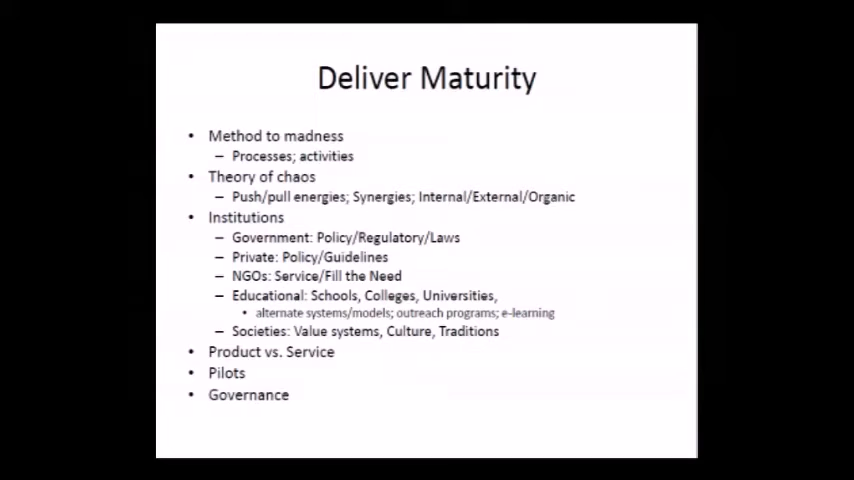 Deliver Maturity
• Method to madness
– Processes; activities
• Theory of chaos
– Push/pull energies; Synergies; Internal/External/Organic
• Institutions
– Government: Policy/Regulatory/Laws
– Private: Policy/Guidelines
– NGOs: Service/Fill the Need
– Educational: Schools, Colleges, Universities,
• alternate systems/models; outreach programs; e-learning
– Societies: Value systems, Culture, Traditions
• Product vs. Service
• Pilots
• Governance